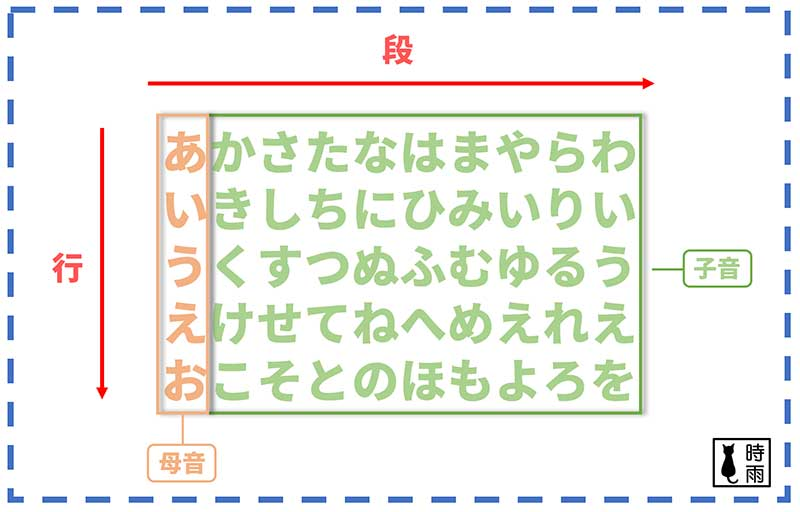 段
行
あかさたなはまやらわ
いきしちにひみいりい
うくすつぬふむゆるう
えけせてねへめえれえ
おこそとのほもよろを
子音
母音
時雨